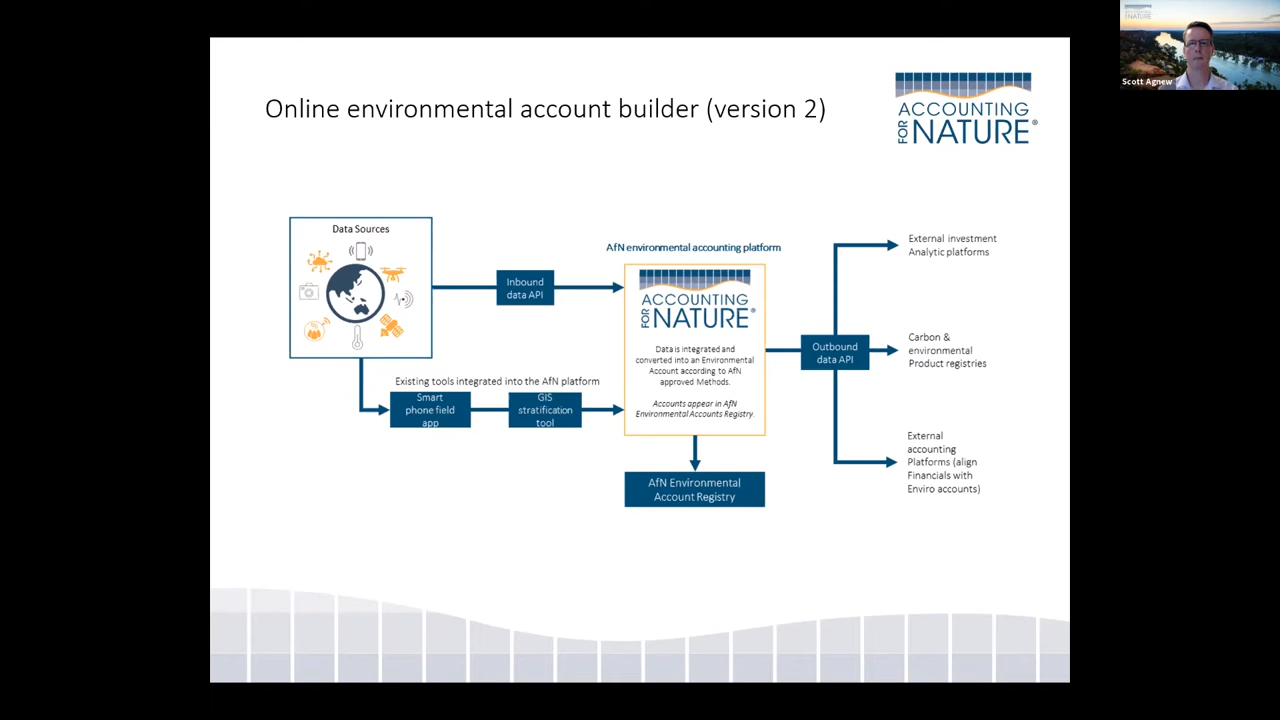 Online environmental account builder (version 2)
ACCOUNTING
FOR NATURE®
ACCOUNTING
FOR NATURE
Scott Agnew
Data Sources
Inbound
data API
Existing tools integrated into the AfN platform
Smart
phone field
app
GIS
stratification
tool
AfN environmental accounting platform
ACCOUNTING
FOR NATURE®
Data is integrated and
converted into an Environmental
Account according to AfN
approved Methods.
Accounts appear in AfN
Environmental Accounts Registry.
AfN Environmental
Account Registry
Outbound
data API
External investment
Analytic platforms
Carbon &
environmental
Product registries
External
accounting
Platforms (align
Financials with
Enviro accounts)